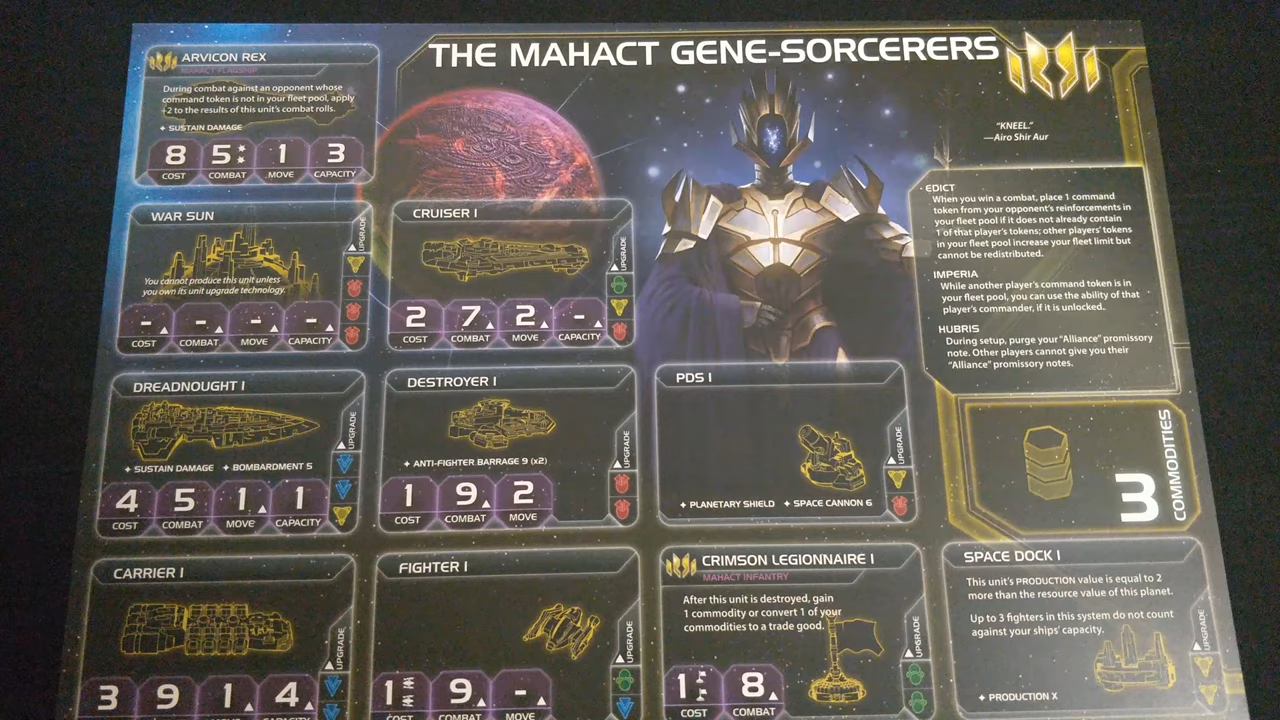 THE MAHACT GENE-SORCERERS
"KNEEL."
—Airo Shir Aur
ARVICON REX
MAHACT FLAGSHIP
During combat against an opponent whose
command token is not in your fleet pool, apply
+2 to the results of this unit's combat rolls.
SUSTAIN DAMAGE
8 5 1 3
COST COMBAT MOVE CAPACITY
WAR SUN
You cannot produce this unit unless
you own its unit upgrade technology.
- - - -
COST COMBAT MOVE CAPACITY
UPGRADE
CRUISER I
2 7 2 -
COST COMBAT MOVE CAPACITY
UPGRADE
EDICT
When you win a combat, place 1 command
token from your opponent's reinforcements in
your fleet pool if it does not already contain
1 of that player's tokens; other players' tokens
in your fleet pool increase your fleet limit but
cannot be redistributed.
IMPERIA
While another player's command token is in
your fleet pool, you can use the ability of that
player's commander, if it is unlocked.
HUBRIS
During setup, purge your "Alliance" promissory
note. Other players cannot give you their
"Alliance" promissory notes.
DREADNOUGHT I
SUSTAIN DAMAGE BOMBARDMENT 5
4 5 1 1
COST COMBAT MOVE CAPACITY
UPGRADE
DESTROYER I
ANTI-FIGHTER BARRAGE 9 (x2)
1 9 2
COST COMBAT MOVE
UPGRADE
PDS I
PLANETARY SHIELD SPACE CANNON 6
UPGRADE
3
COMMODITIES
CARRIER I
3 9 1 4
UPGRADE
FIGHTER I
1 9 -
COST COMBAT MOVE
UPGRADE
CRIMSON LEGIONNAIRE I
MAHACT INFANTRY
After this unit is destroyed, gain
1 commodity or convert 1 of your
commodities to a trade good.
1 8
COST COMBAT
UPGRADE
SPACE DOCK I
This unit's PRODUCTION value is equal to 2
more than the resource value of this planet.
Up to 3 fighters in this system do not count
against your ships' capacity.
PRODUCTION X
UPGRADE